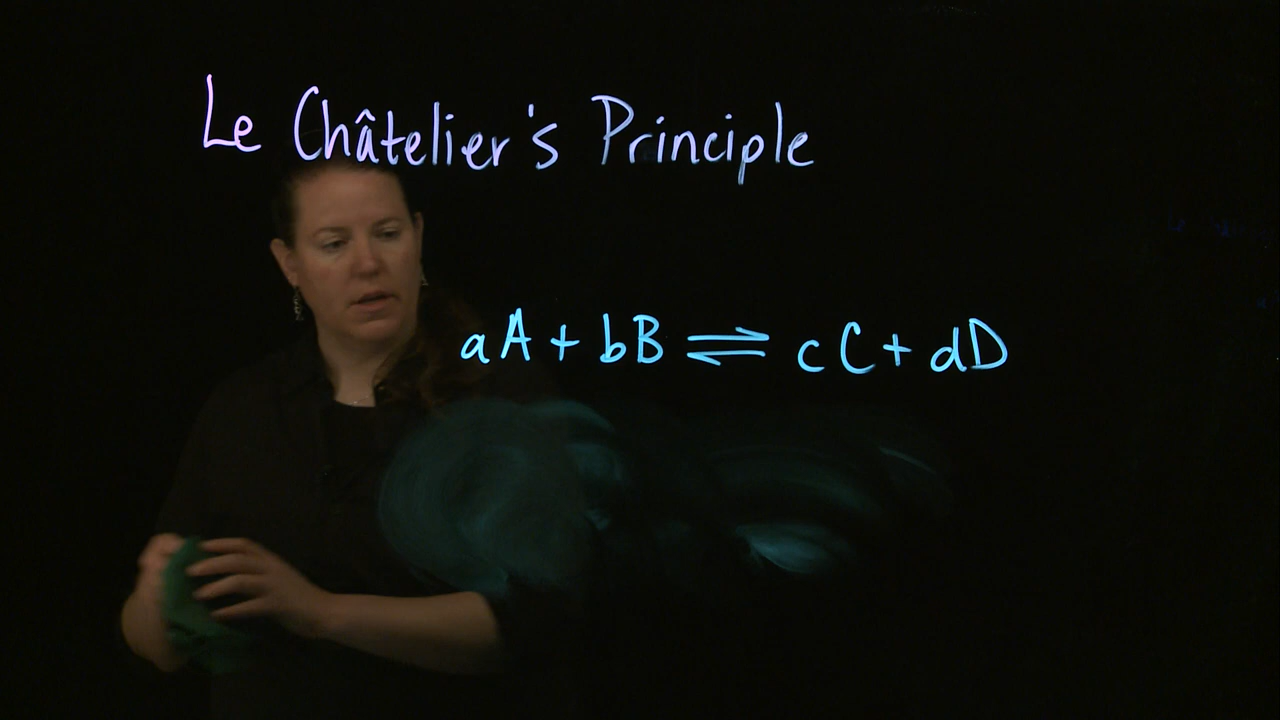 Le Châtelier's Principle
aA + bB ⇌ cC + dD